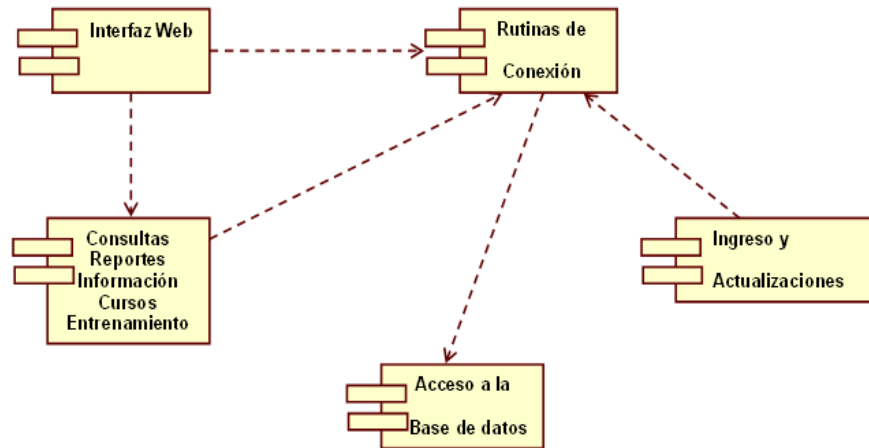 Interfaz Web
Rutinas de
Conexión
Consultas
Reportes
Información
Cursos
Entrenamiento
Ingreso y
Actualizaciones
Acceso a la
Base de datos